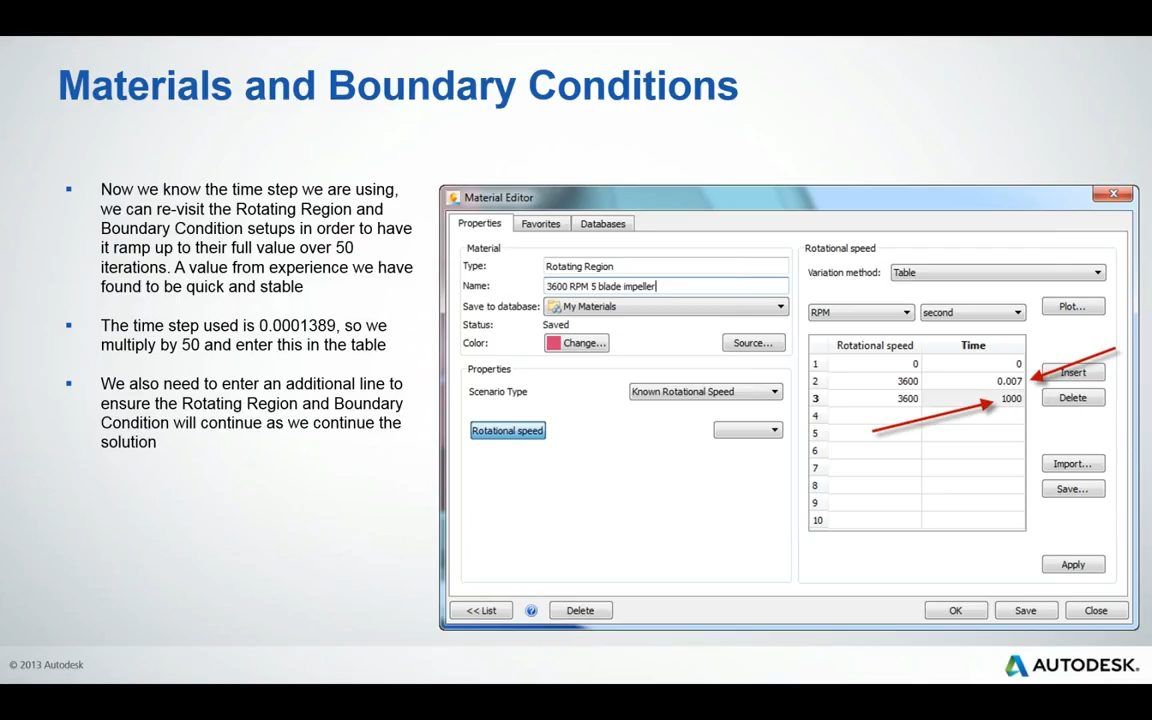 Materials and Boundary Conditions
▪ Now we know the time step we are using,
we can re-visit the Rotating Region and
Boundary Condition setups in order to have
it ramp up to their full value over 50
iterations. A value from experience we have
found to be quick and stable
▪ The time step used is 0.0001389, so we
multiply by 50 and enter this in the table
▪ We also need to enter an additional line to
ensure the Rotating Region and Boundary
Condition will continue as we continue the
solution
Material Editor
Properties Favorites Databases
Material
Type: Rotating Region
Name: 3600 RPM 5 blade impeller
Save to database: My Materials
Status: Saved
Color: Change... Source...
Properties
Scenario Type Known Rotational Speed
Rotational speed
Rotational speed
Variation method: Table
RPM second Plot...
Rotational speed Time
1 0 0
2 3600 0.007
3 3600 1000
4
5
6
7
8
9
10
Insert
Delete
Import...
Save...
Apply
<< List Delete OK Save Close
© 2013 Autodesk
AUTODESK.